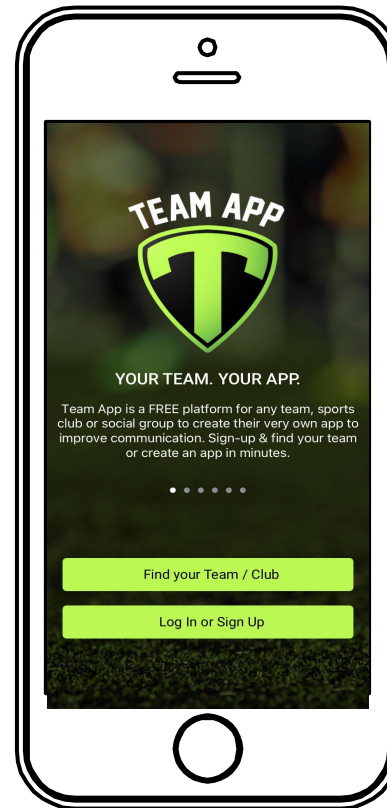 TEAM APP
T
YOUR TEAM. YOUR APP.
Team App is a FREE platform for any team, sports
club or social group to create their very own app to
improve communication. Sign-up & find your team
or create an app in minutes.
Find your Team / Club
Log In or Sign Up